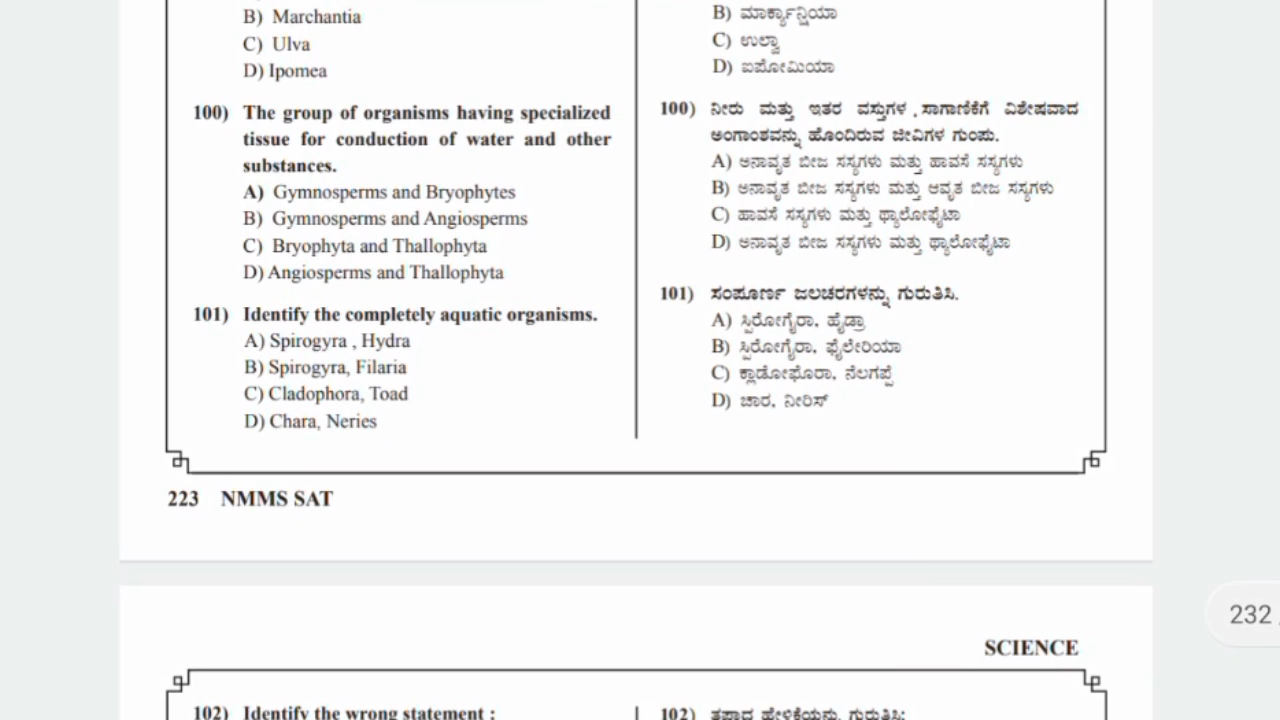 B) Marchantia
C) Ulva
D) Ipomea
100) The group of organisms having specialized
tissue for conduction of water and other
substances.
A) Gymnosperms and Bryophytes
B) Gymnosperms and Angiosperms
C) Bryophyta and Thallophyta
D) Angiosperms and Thallophyta
101) Identify the completely aquatic organisms.
A) Spirogyra , Hydra
B) Spirogyra, Filaria
C) Cladophora, Toad
D) Chara, Neries
B) ಮಾರ್ಕ್ಯಾನ್ಶಿಯಾ
C) ಉಲ್ವಾ
D) ಐಪೋಮಿಯಾ
100) ನೀರು ಮತ್ತು ಇತರ ವಸ್ತುಗಳ , ಸಾಗಾಣಿಕೆಗೆ ವಿಶೇಷವಾದ
ಅಂಗಾಂಶವನ್ನು ಹೊಂದಿರುವ ಜೀವಿಗಳ ಗುಂಪು.
A) ಅನಾವೃತ ಬೀಜ ಸಸ್ಯಗಳು ಮತ್ತು ಹಾವಸೆ ಸಸ್ಯಗಳು
B) ಅನಾವೃತ ಬೀಜ ಸಸ್ಯಗಳು ಮತ್ತು ಆವೃತ ಬೀಜ ಸಸ್ಯಗಳು
C) ಹಾವಸೆ ಸಸ್ಯಗಳು ಮತ್ತು ಥ್ಯಾಲೋಫೈಟಾ
D) ಅನಾವೃತ ಬೀಜ ಸಸ್ಯಗಳು ಮತ್ತು ಥ್ಯಾಲೋಫೈಟಾ
101) ಸಂಪೂರ್ಣ ಜಲಚರಗಳನ್ನು ಗುರುತಿಸಿ.
A) ಸ್ಪಿರೋಗೈರಾ, ಹೈಡ್ರಾ
B) ಸ್ಪಿರೋಗೈರಾ, ಫೈಲೇರಿಯಾ
C) ಕ್ಲಾಡೋಫೊರಾ, ನೆಲಗಪ್ಪೆ
D) ಚಾರ, ನೀರಿಸ್
223 NMMS SAT
232
SCIENCE
102) Identify the wrong statement :
102) ತಪ್ಪಾದ ಹೇಳಿಕೆಯನ್ನು ಗುರುತಿಸಿ: